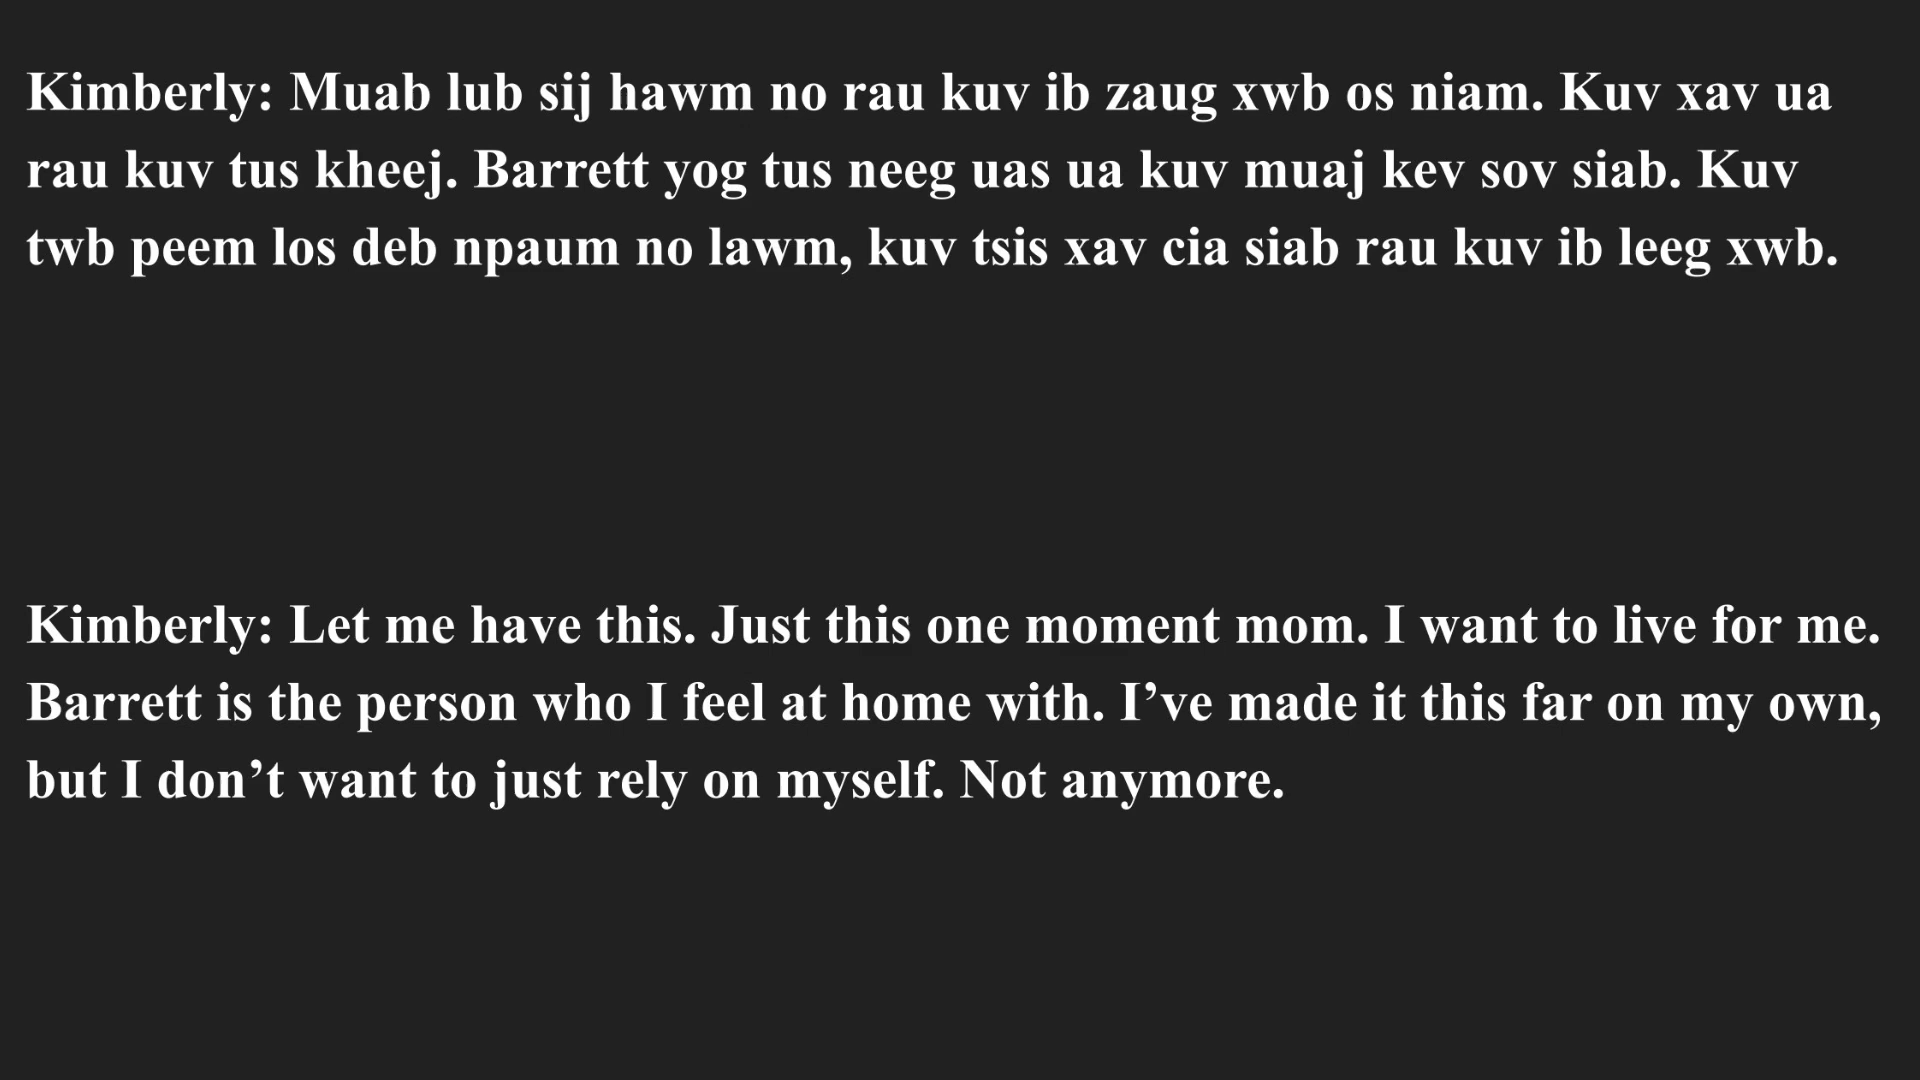 Kimberly: Muab lub sij hawm no rau kuv ib zaug xwb os niam. Kuv xav ua
rau kuv tus kheej. Barrett yog tus neeg uas ua kuv muaj kev sov siab. Kuv
twb peem los deb npaum no lawm, kuv tsis xav cia siab rau kuv ib leeg xwb.
Kimberly: Let me have this. Just this one moment mom. I want to live for me.
Barrett is the person who I feel at home with. I’ve made it this far on my own,
but I don’t want to just rely on myself. Not anymore.